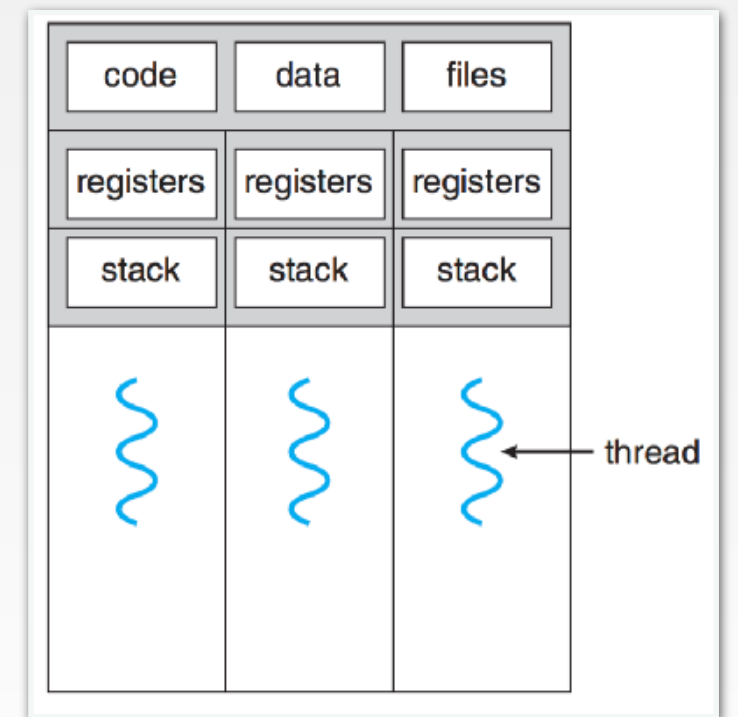 code data files
registers registers registers
stack stack stack
thread